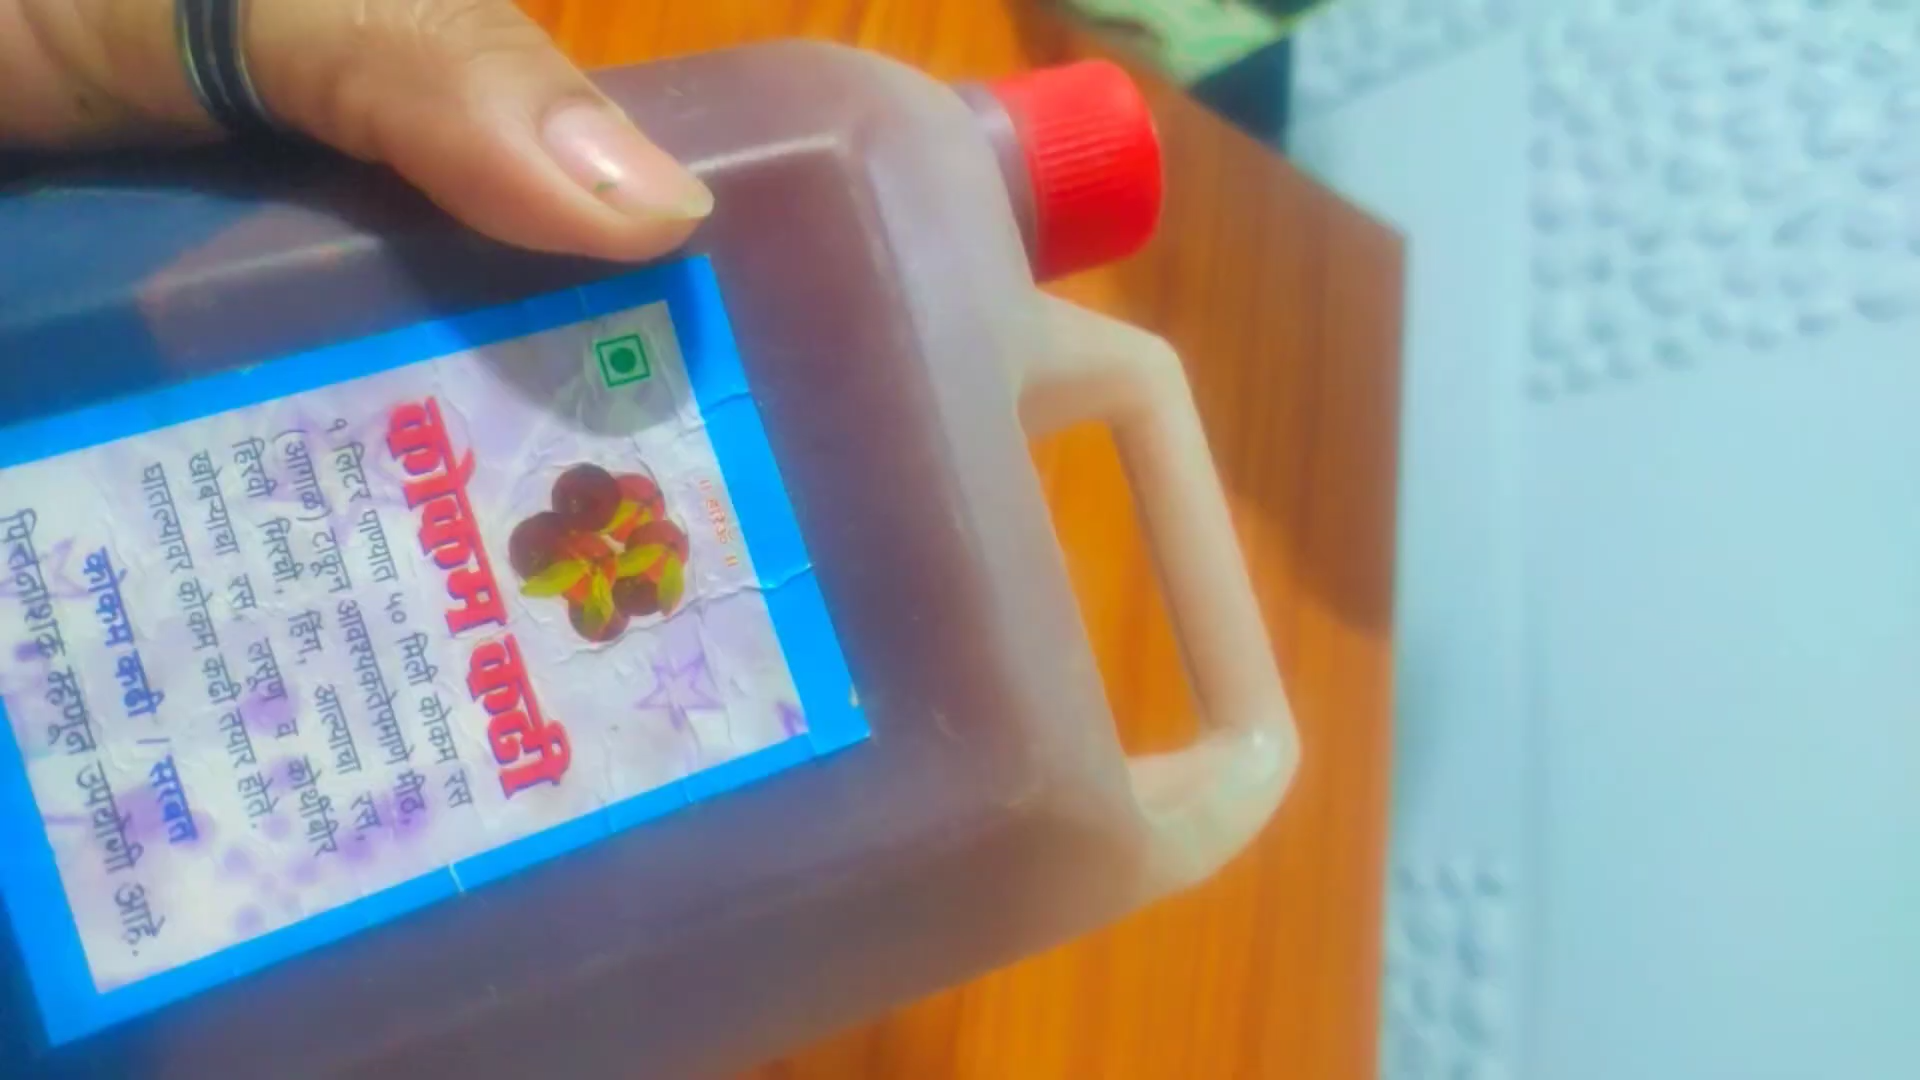 ॥ हरिॐ ॥
कोकम कढी
१ लिटर पाण्यात ५० मिली कोकम रस
(आगळ) टाकून आवश्यकतेप्रमाणे मीठ,
हिरवी मिरची, हिंग, आल्याचा रस,
खोबऱ्याचा रस, लसूण व कोथींबीर
घातल्यावर कोकम कढी तयार होते.
कोकम कढी / सरबत
पित्तनाशक म्हणून उपयोगी आहे.